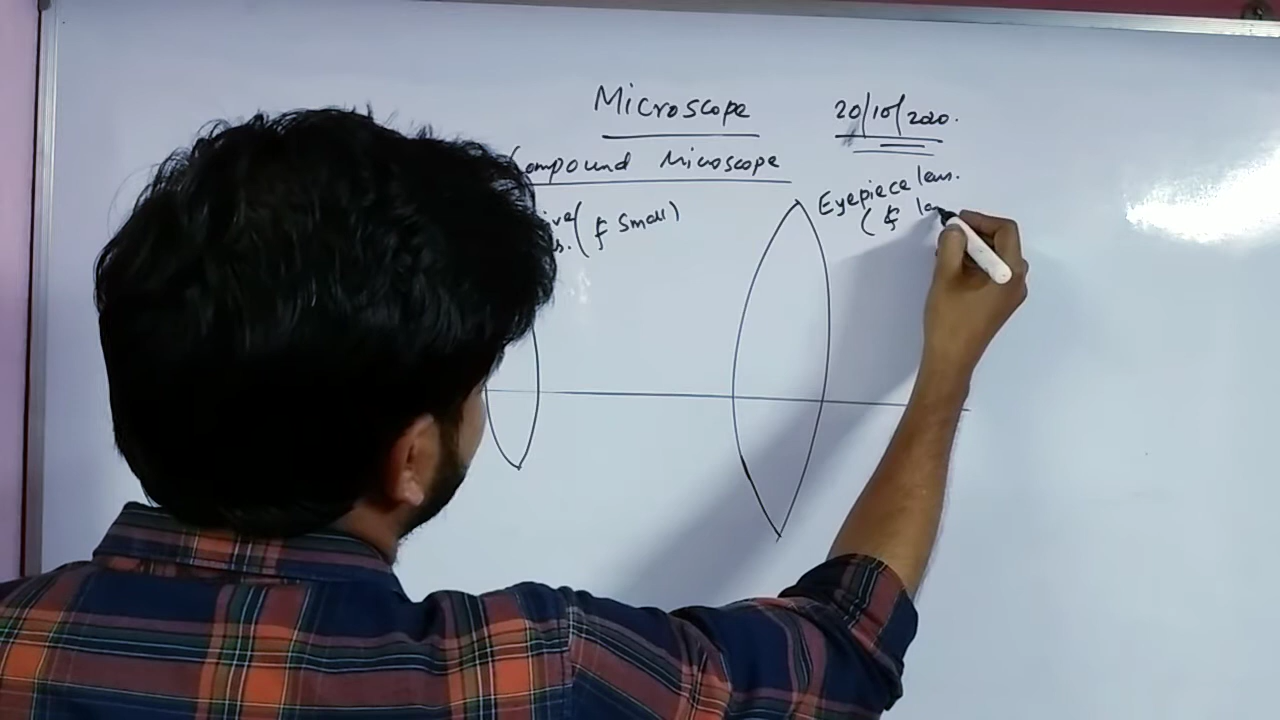 Microscope
20/10/2020.
Compound Microscope
Eyepiece lens.
(f la
ive (f Small)
s.